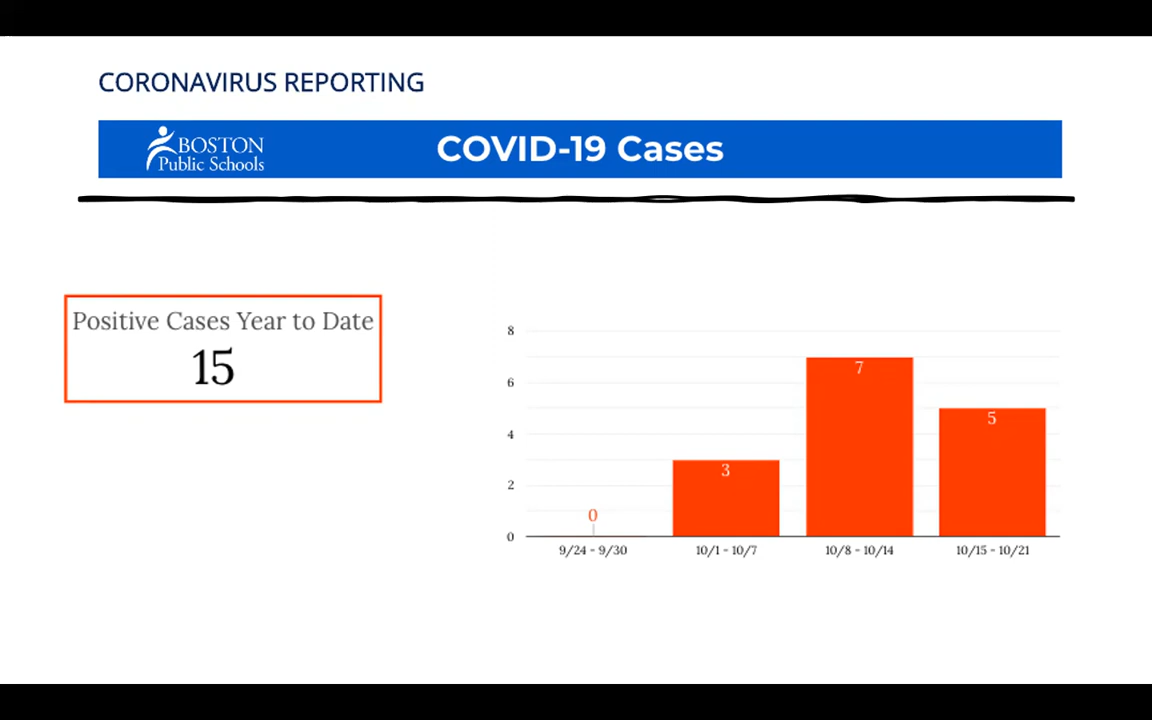 CORONAVIRUS REPORTING
BOSTON
Public Schools
COVID-19 Cases
Positive Cases Year to Date
15
8
6
4
2
0
0
3
7
5
9/24 - 9/30
10/1 - 10/7
10/8 - 10/14
10/15 - 10/21